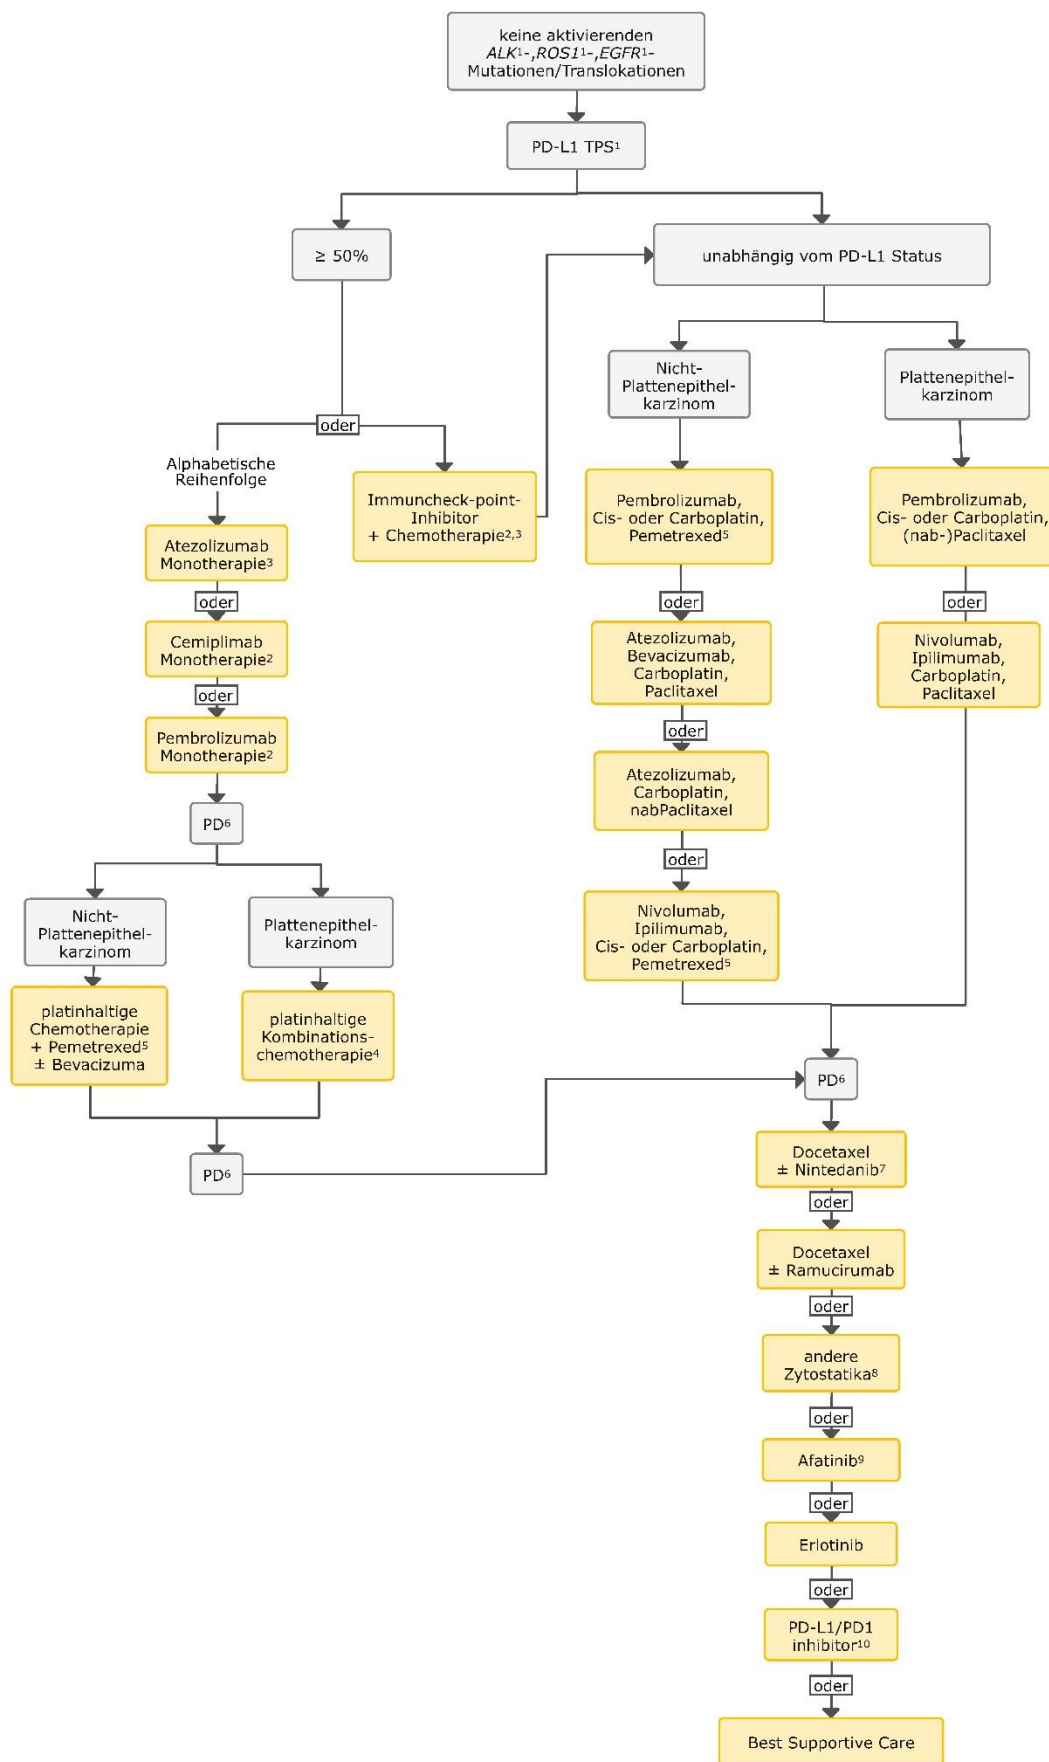 keine aktivierenden
ALK¹-,ROS1¹-,EGFR¹-
Mutationen/Translokationen
PD-L1 TPS¹
≥ 50%
unabhängig vom PD-L1 Status
Nicht-
Plattenepithel-
karzinom
Plattenepithel-
karzinom
oder
Alphabetische
Reihenfolge
Immuncheck-point-
Inhibitor
+ Chemotherapie²,³
Pembrolizumab,
Cis- oder Carboplatin,
Pemetrexed⁵
Pembrolizumab,
Cis- oder Carboplatin,
(nab-)Paclitaxel
Atezolizumab
Monotherapie³
oder
Cemiplimab
Monotherapie²
oder
Pembrolizumab
Monotherapie²
PD⁶
oder
Atezolizumab,
Bevacizumab,
Carboplatin,
Paclitaxel
oder
Atezolizumab,
Carboplatin,
nabPaclitaxel
oder
Nivolumab,
Ipilimumab,
Cis- oder Carboplatin,
Pemetrexed⁵
oder
Nivolumab,
Ipilimumab,
Carboplatin,
Paclitaxel
Nicht-
Plattenepithel-
karzinom
Plattenepithel-
karzinom
platinhaltige
Chemotherapie
+ Pemetrexed⁵
± Bevacizuma
platinhaltige
Kombinations-
chemotherapie⁴
PD⁶
PD⁶
Docetaxel
± Nintedanib⁷
oder
Docetaxel
± Ramucirumab
oder
andere
Zytostatika⁸
oder
Afatinib⁹
oder
Erlotinib
oder
PD-L1/PD1
inhibitor¹⁰
oder
Best Supportive Care